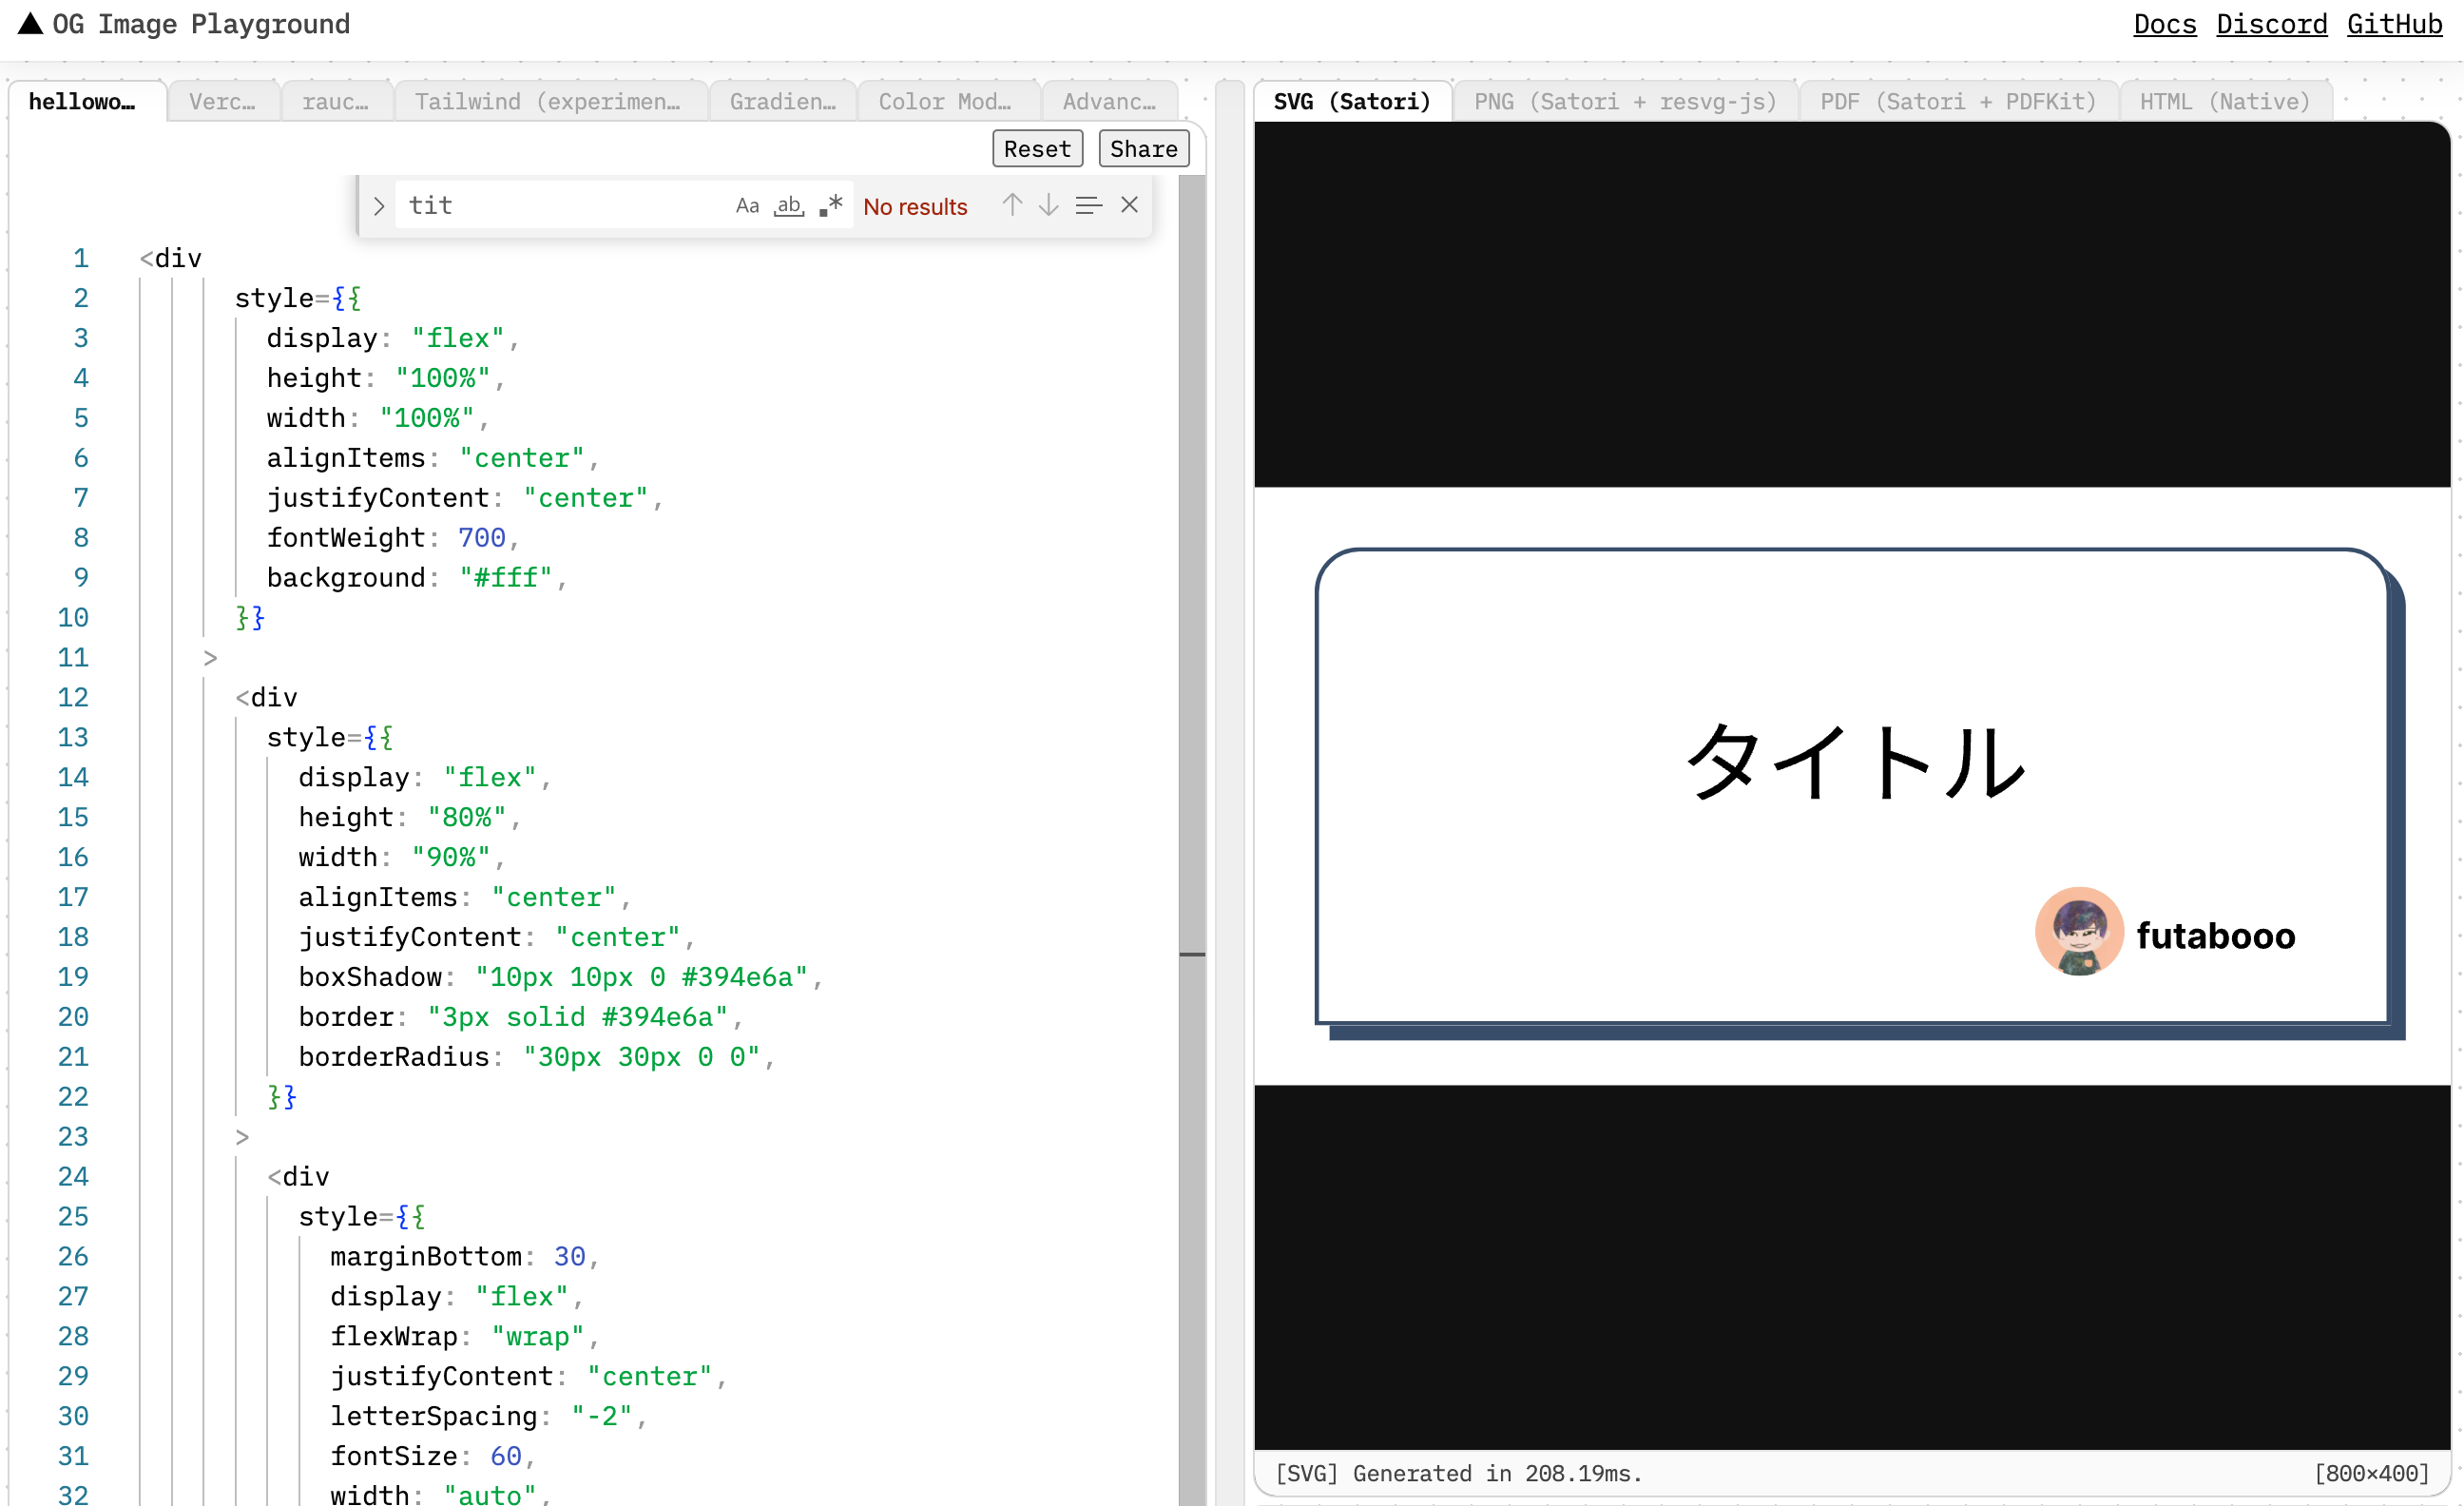 ▲ OG Image Playground
Docs Discord GitHub
hellowo… Verc… rauc… Tailwind (experimen… Gradien… Color Mod… Advanc…
Reset Share
tit Aa ab .* No results
1 <div
2 style={{
3 display: "flex",
4 height: "100%",
5 width: "100%",
6 alignItems: "center",
7 justifyContent: "center",
8 fontWeight: 700,
9 background: "#fff",
10 }}
11 >
12 <div
13 style={{
14 display: "flex",
15 height: "80%",
16 width: "90%",
17 alignItems: "center",
18 justifyContent: "center",
19 boxShadow: "10px 10px 0 #394e6a",
20 border: "3px solid #394e6a",
21 borderRadius: "30px 30px 0 0",
22 }}
23 >
24 <div
25 style={{
26 marginBottom: 30,
27 display: "flex",
28 flexWrap: "wrap",
29 justifyContent: "center",
30 letterSpacing: "-2",
31 fontSize: 60,
32 width: "auto",
SVG (Satori) PNG (Satori + resvg-js) PDF (Satori + PDFKit) HTML (Native)
タイトル
futabooo
[SVG] Generated in 208.19ms. [800×400]